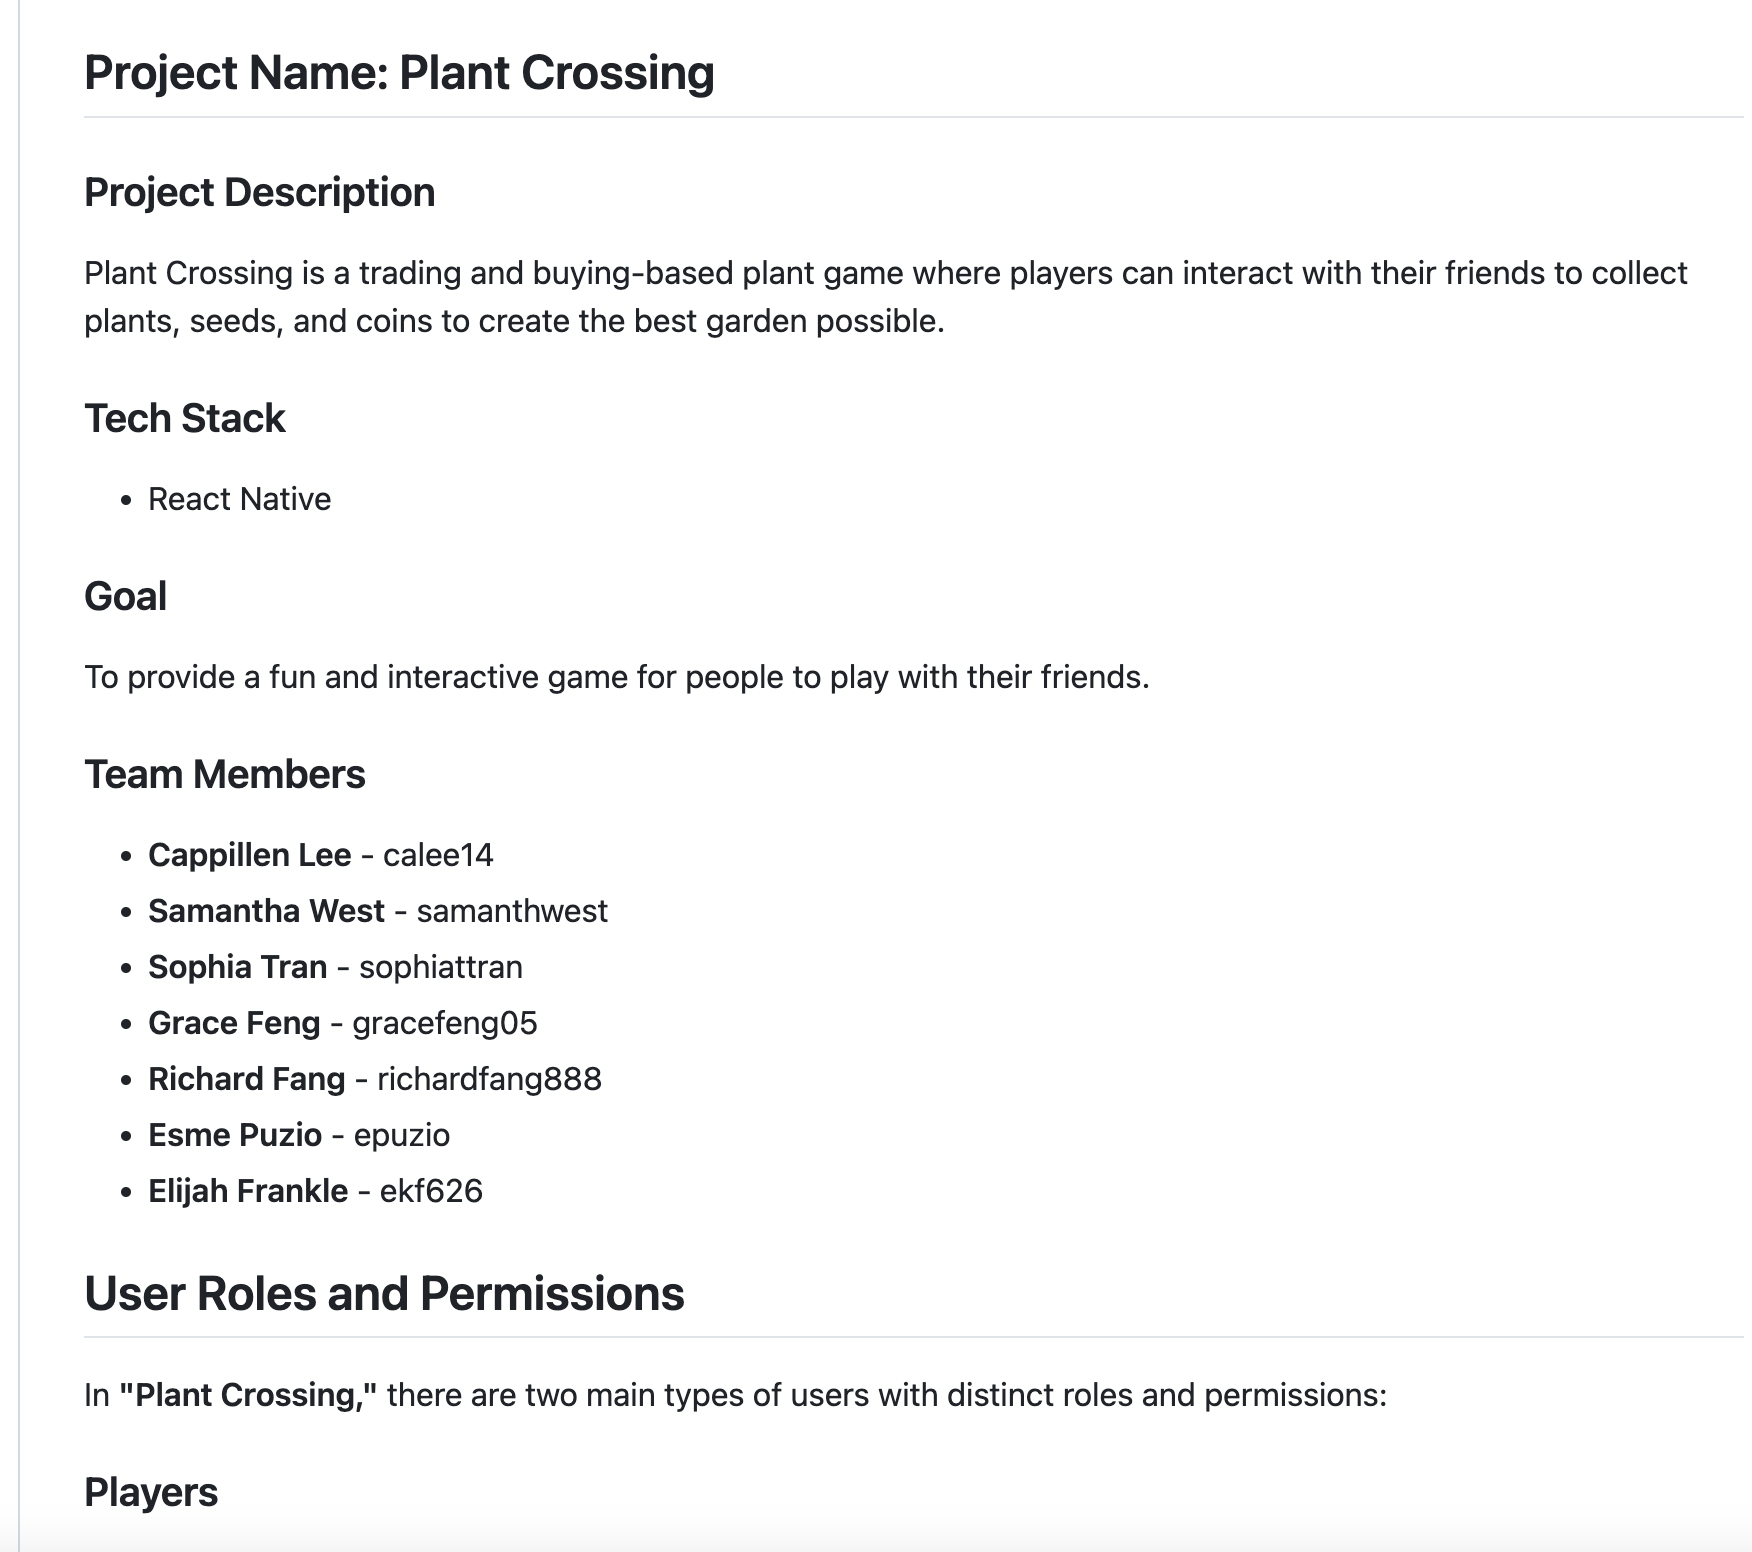 Project Name: Plant Crossing
Project Description
Plant Crossing is a trading and buying-based plant game where players can interact with their friends to collect
plants, seeds, and coins to create the best garden possible.
Tech Stack
• React Native
Goal
To provide a fun and interactive game for people to play with their friends.
Team Members
• Cappillen Lee - calee14
• Samantha West - samanthwest
• Sophia Tran - sophiattran
• Grace Feng - gracefeng05
• Richard Fang - richardfang888
• Esme Puzio - epuzio
• Elijah Frankle - ekf626
User Roles and Permissions
In "Plant Crossing," there are two main types of users with distinct roles and permissions:
Players